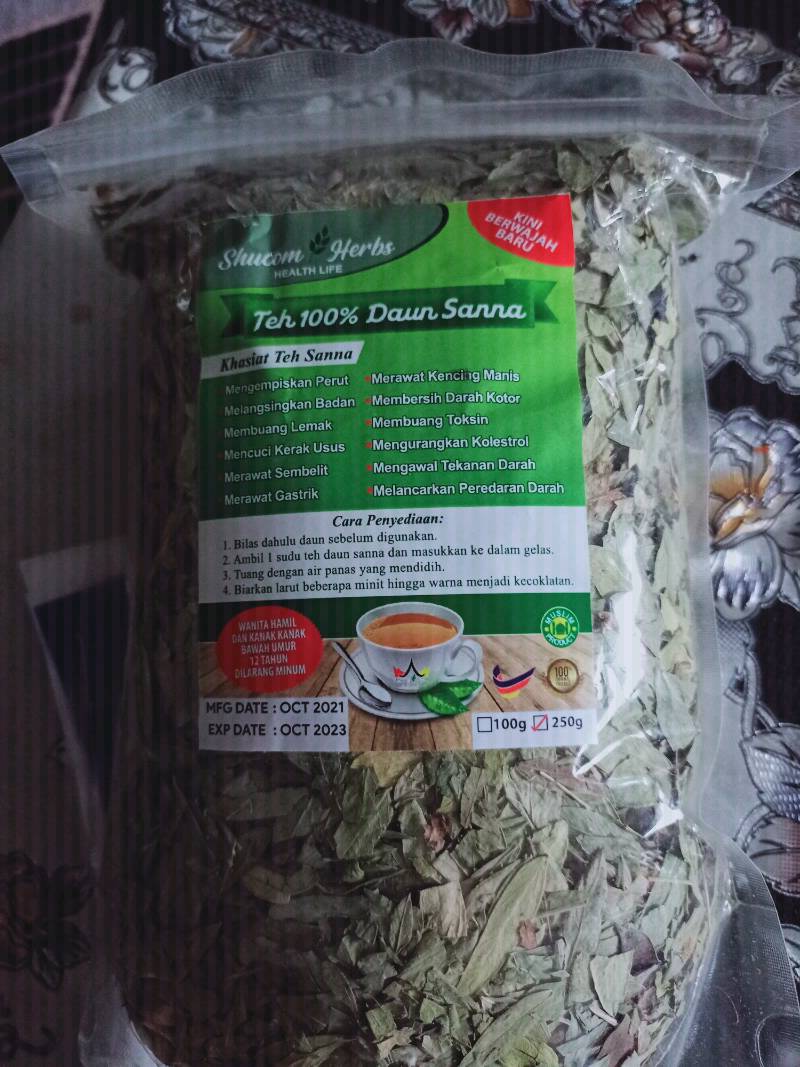 Shucom Herbs
HEALTH LIFE
KINI
BERWAJAH
BARU
Teh 100% Daun Sanna
Khasiat Teh Sanna
Mengempiskan Perut
Melangsingkan Badan
Membuang Lemak
Mencuci Kerak Usus
Merawat Sembelit
Merawat Gastrik
Merawat Kencing Manis
Membersih Darah Kotor
Membuang Toksin
Mengurangkan Kolestrol
Mengawal Tekanan Darah
Melancarkan Peredaran Darah
Cara Penyediaan:
1. Bilas dahulu daun sebelum digunakan.
2. Ambil 1 sudu teh daun sanna dan masukkan ke dalam gelas.
3. Tuang dengan air panas yang mendidih.
4. Biarkan larut beberapa minit hingga warna menjadi kecoklatan.
WANITA HAMIL
DAN KANAK KANAK
BAWAH UMUR
12 TAHUN
DILARANG MINUM
MUSLIM
PRODUCT
100%
MFG DATE : OCT 2021
EXP DATE : OCT 2023
100g 250g